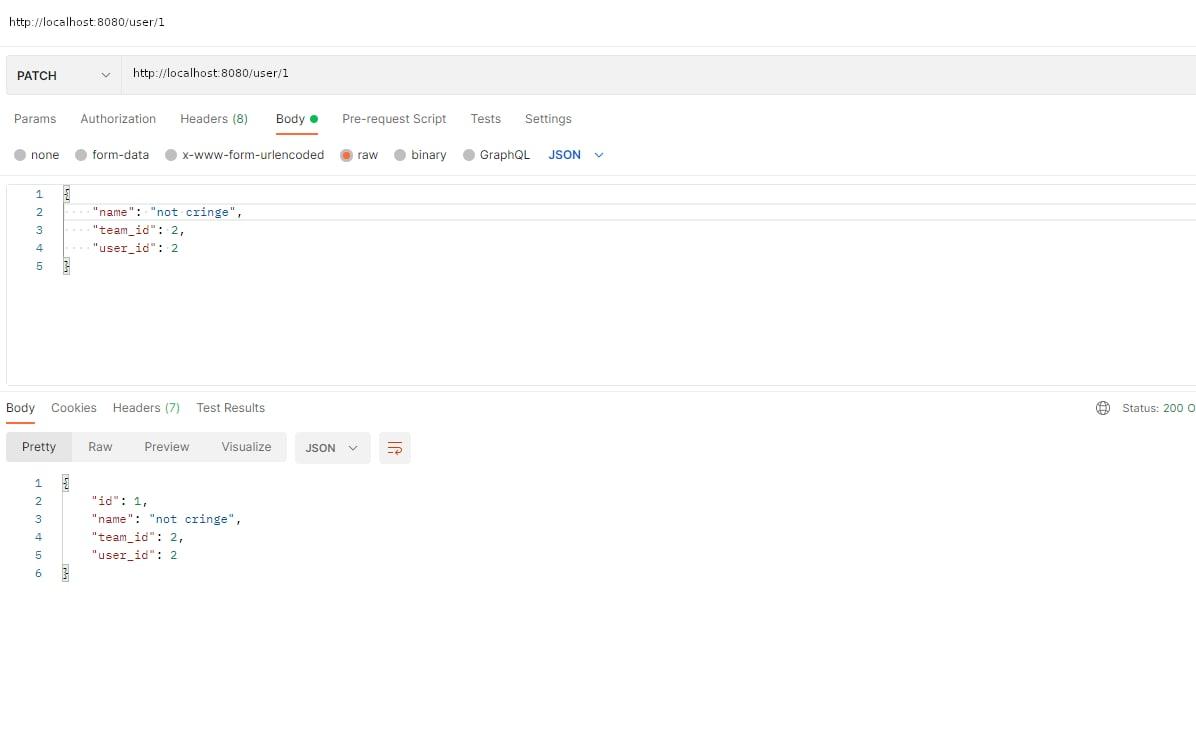 http://localhost:8080/user/1
PATCH http://localhost:8080/user/1
Params Authorization Headers (8) Body Pre-request Script Tests Settings
none form-data x-www-form-urlencoded raw binary GraphQL JSON
1 {
2 "name": "not cringe",
3 "team_id": 2,
4 "user_id": 2
5 }
Body Cookies Headers (7) Test Results Status: 200 O
Pretty Raw Preview Visualize JSON
1 {
2 "id": 1,
3 "name": "not cringe",
4 "team_id": 2,
5 "user_id": 2
6 }